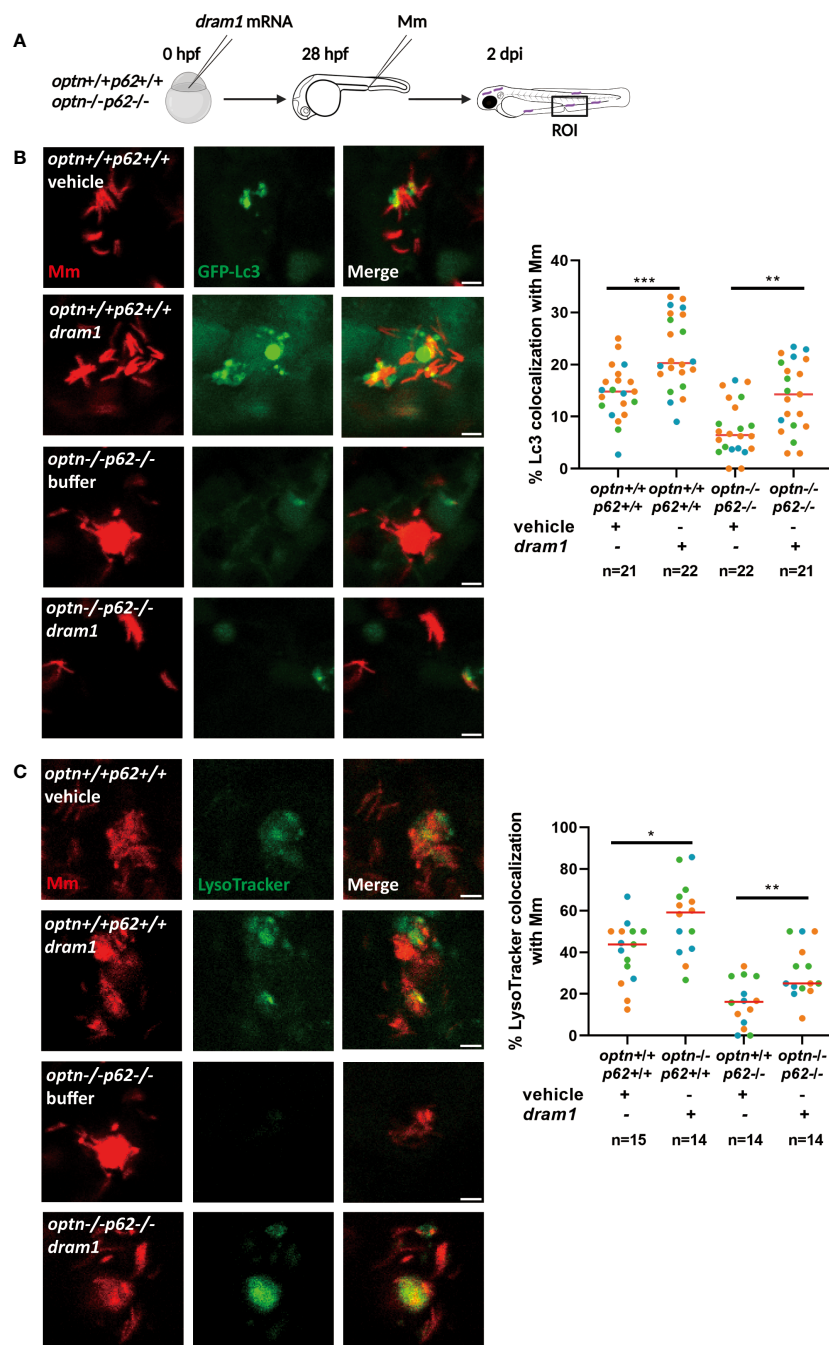 A
dram1 mRNA
0 hpf
28 hpf
Mm
2 dpi
optn+/+p62+/+
optn-/-p62-/-
ROI
B
optn+/+p62+/+
vehicle
Mm
GFP-Lc3
Merge
optn+/+p62+/+
dram1
optn-/-p62-/-
buffer
optn-/-p62-/-
dram1
% Lc3 colocalization with Mm
40
30
20
10
0
***
**
optn+/+ optn+/+ optn-/- optn-/-
p62+/+ p62+/+ p62-/- p62-/-
vehicle + - + -
dram1 - + - +
n=21 n=22 n=22 n=21
C
optn+/+p62+/+
vehicle
Mm
LysoTracker
Merge
optn+/+p62+/+
dram1
optn-/-p62-/-
buffer
optn-/-p62-/-
dram1
% LysoTracker colocalization
with Mm
100
80
60
40
20
0
*
**
optn+/+ optn-/- optn+/+ optn-/-
p62+/+ p62+/+ p62-/- p62-/-
vehicle + - + -
dram1 - + - +
n=15 n=14 n=14 n=14